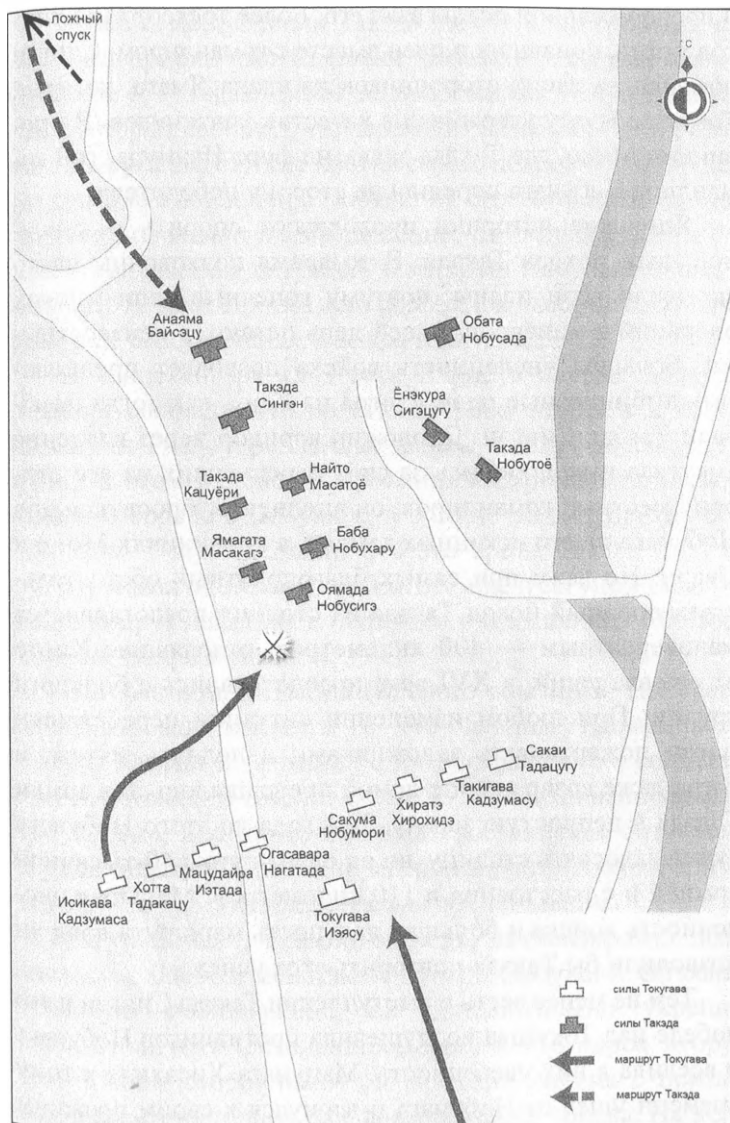 ложный
спуск
Анаяма
Байсэцу
Обата
Нобусада
Такэда
Сингэн
Ёнэкура
Сигэцугу
Такэда
Нобутоё
Такэда
Кацуёри
Найто
Масатоё
Ямагата
Масакагэ
Баба
Нобухару
Оямада
Нобусигэ
Сакаи
Тадацугу
Такигава
Кадзумасу
Хиратэ
Хирохидэ
Сакума
Нобумори
Огасавара
Нагатада
Мацудайра
Иэтада
Хотта
Тадакацу
Исикава
Кадзумаса
Токугава
Иэясу
силы Токугава
силы Такэда
маршрут Токугава
маршрут Такэда